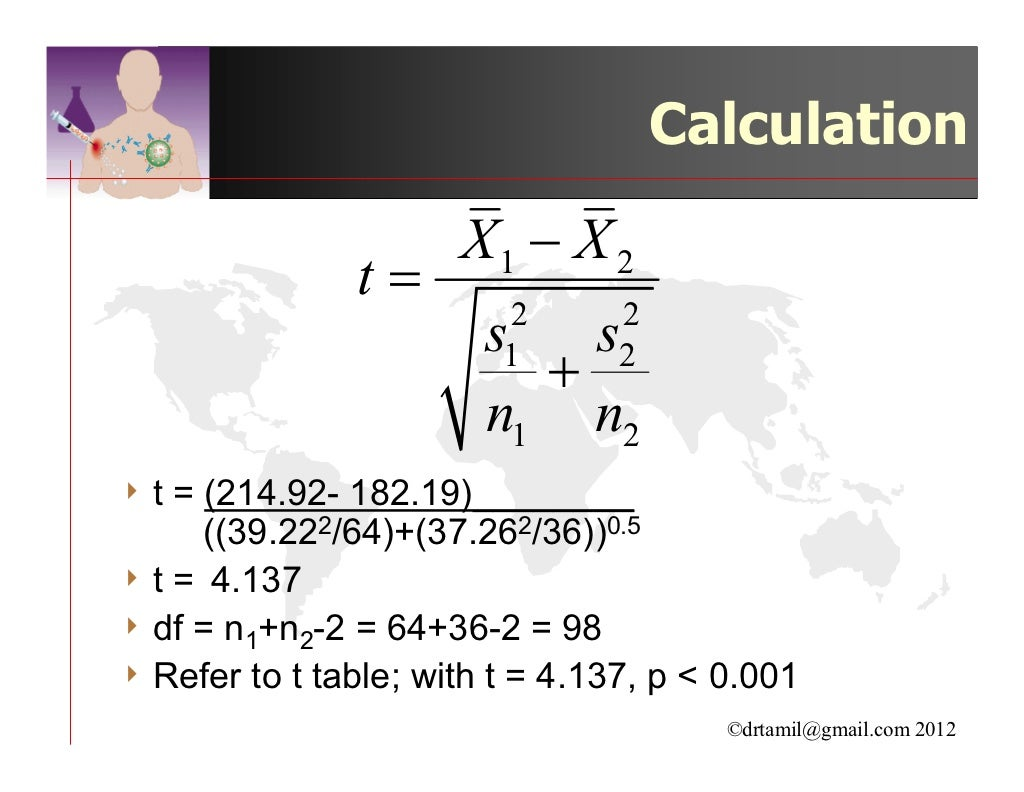 Calculation
t = (X̅₁ − X̅₂) / √(s₁²/n₁ + s₂²/n₂)
t = (214.92- 182.19)________
((39.22²/64)+(37.26²/36))⁰·⁵
t = 4.137
df = n₁+n₂-2 = 64+36-2 = 98
Refer to t table; with t = 4.137, p < 0.001
©drtamil@gmail.com 2012